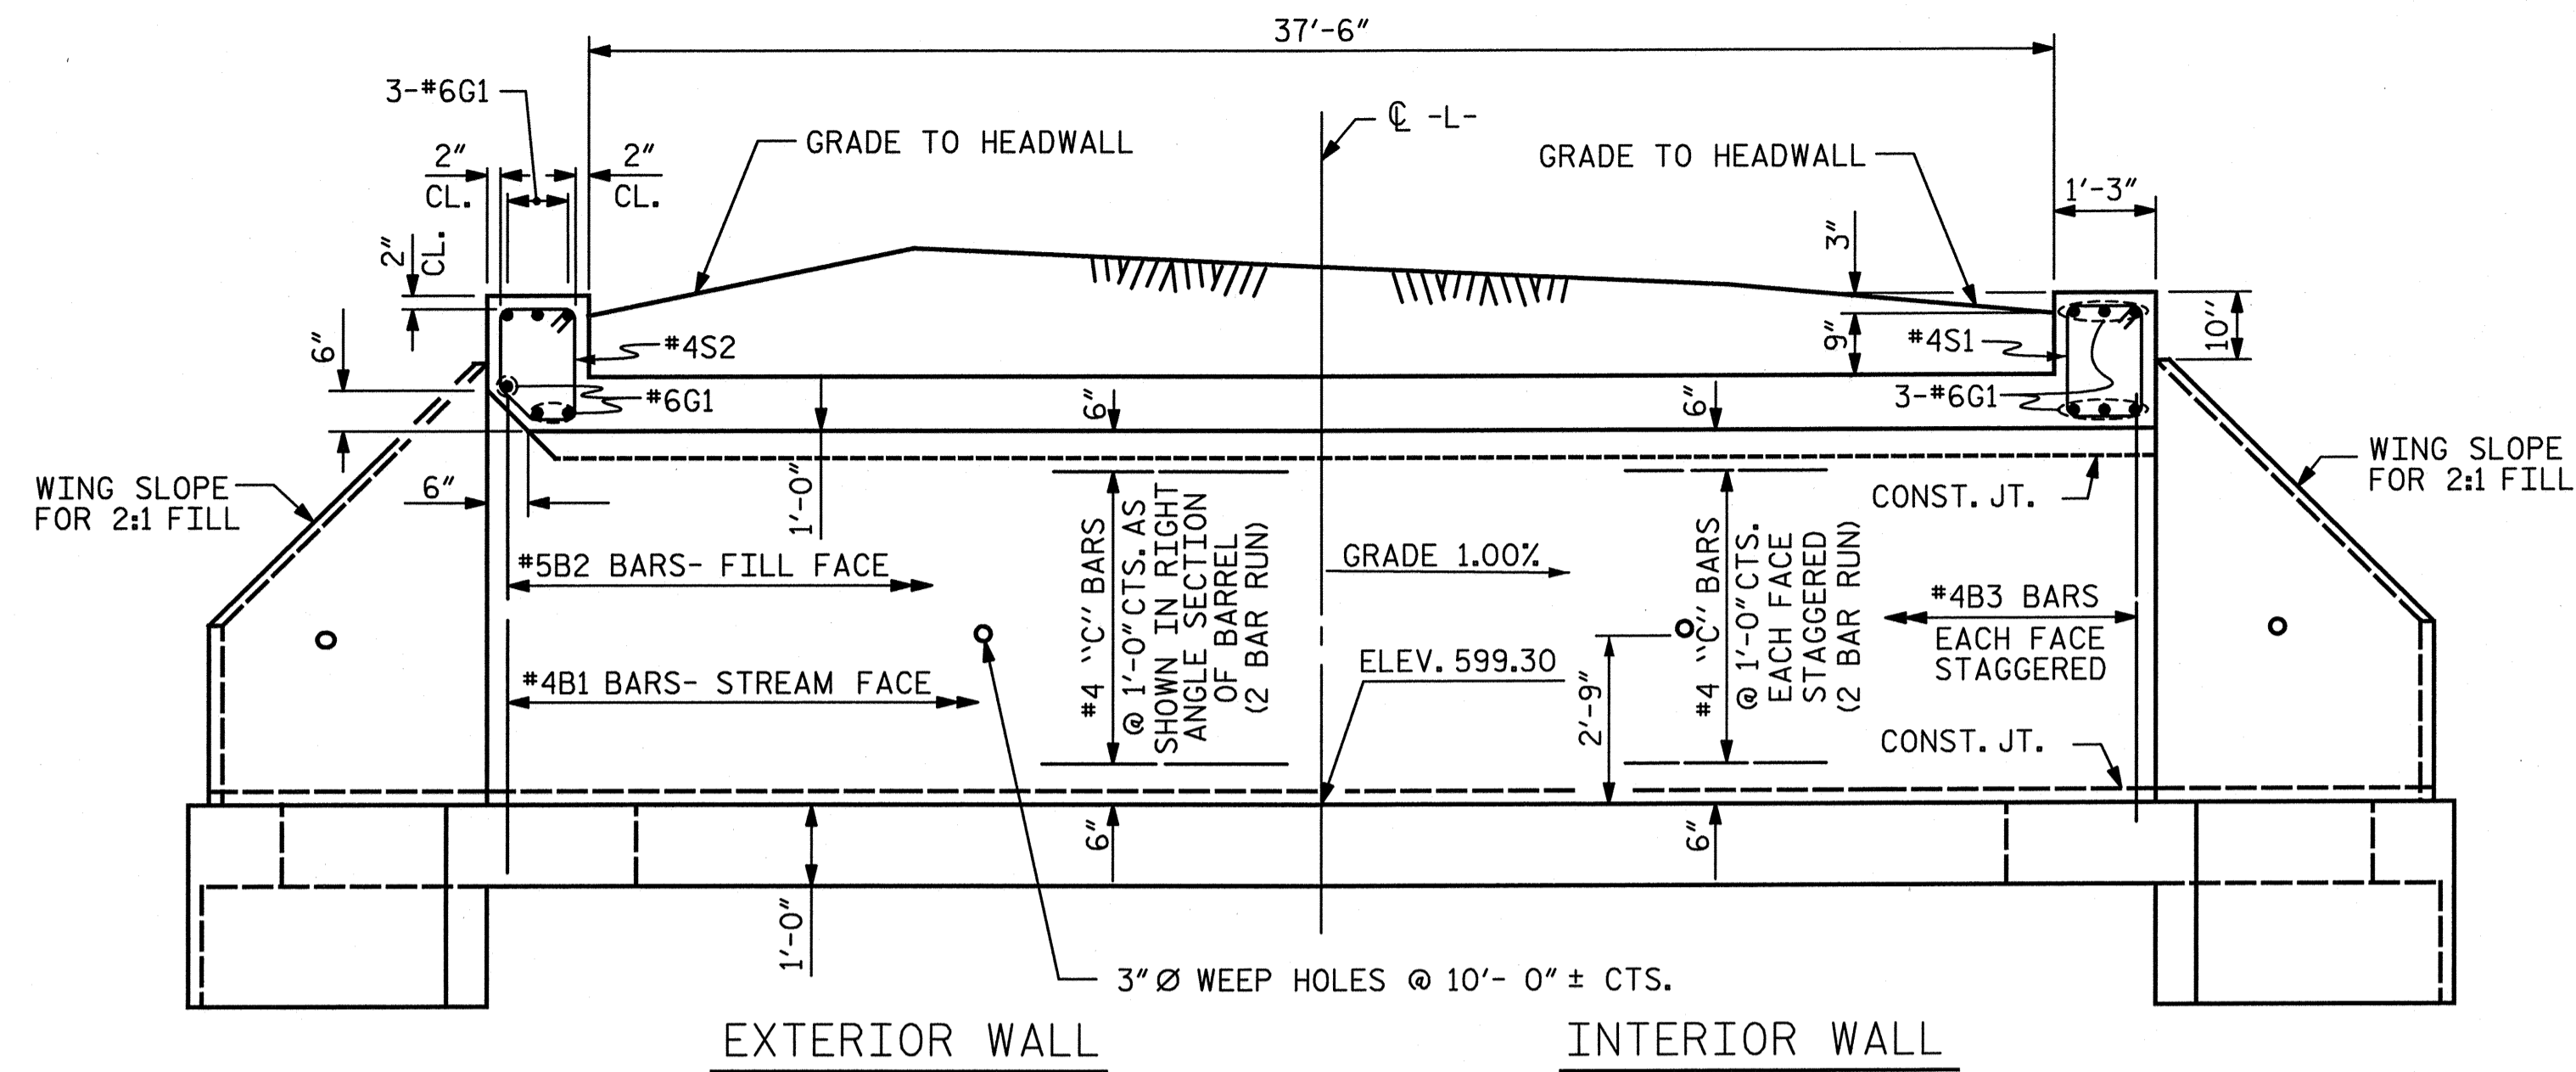 37'-6"
3-#6G1
℄ -L-
GRADE TO HEADWALL
GRADE TO HEADWALL
2"
CL.
2"
CL.
1'-3"
2"
CL.
3"
6"
#4S2
9"
#4S1
10"
#6G1
6"
6"
3-#6G1
WING SLOPE
FOR 2:1 FILL
6"
1'-0"
WING SLOPE
FOR 2:1 FILL
CONST. JT.
#5B2 BARS- FILL FACE
#4 "C" BARS
@ 1'-0" CTS. AS
SHOWN IN RIGHT
ANGLE SECTION
OF BARREL
(2 BAR RUN)
GRADE 1.00%
#4 "C" BARS
@ 1'-0" CTS.
EACH FACE
STAGGERED
(2 BAR RUN)
#4B3 BARS
EACH FACE
STAGGERED
#4B1 BARS- STREAM FACE
ELEV. 599.30
2'-9"
CONST. JT.
6"
6"
1'-0"
3" Ø WEEP HOLES @ 10'- 0" ± CTS.
EXTERIOR WALL
INTERIOR WALL